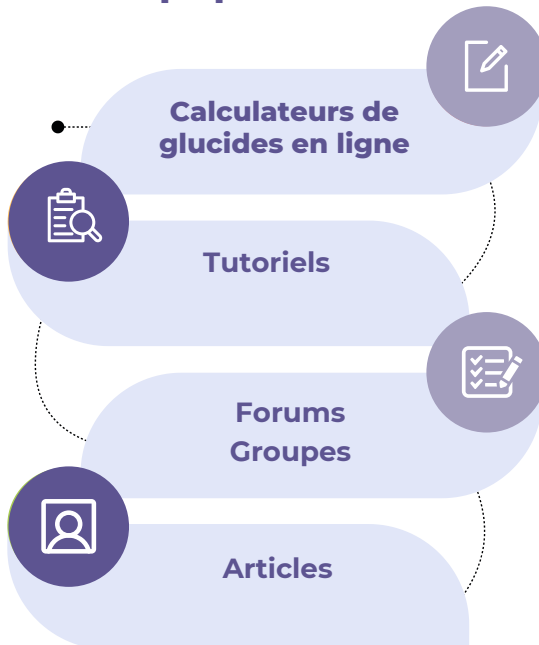 Calculateurs de
glucides en ligne
Tutoriels
Forums
Groupes
Articles